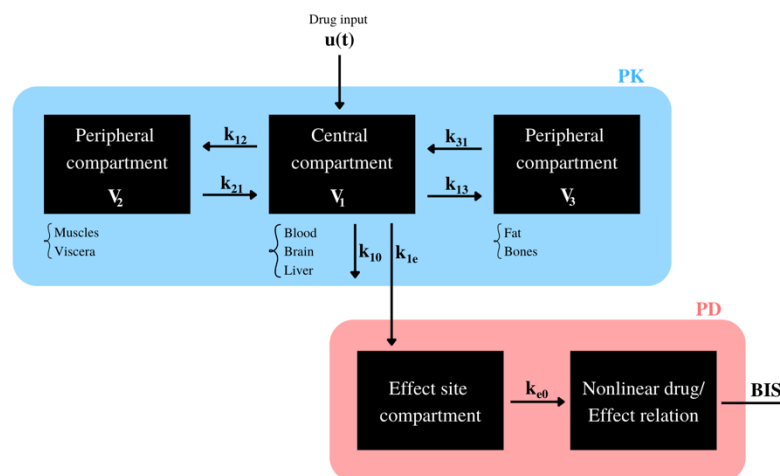 Drug input
u(t)
PK
Peripheral
compartment
V₂
k₁₂
k₂₁
Central
compartment
V₁
k₃₁
k₁₃
Peripheral
compartment
V₃
Muscles
Viscera
Blood
Brain
Liver
k₁₀
k₁ₑ
Fat
Bones
PD
Effect site
compartment
kₑ₀
Nonlinear drug/
Effect relation
BIS